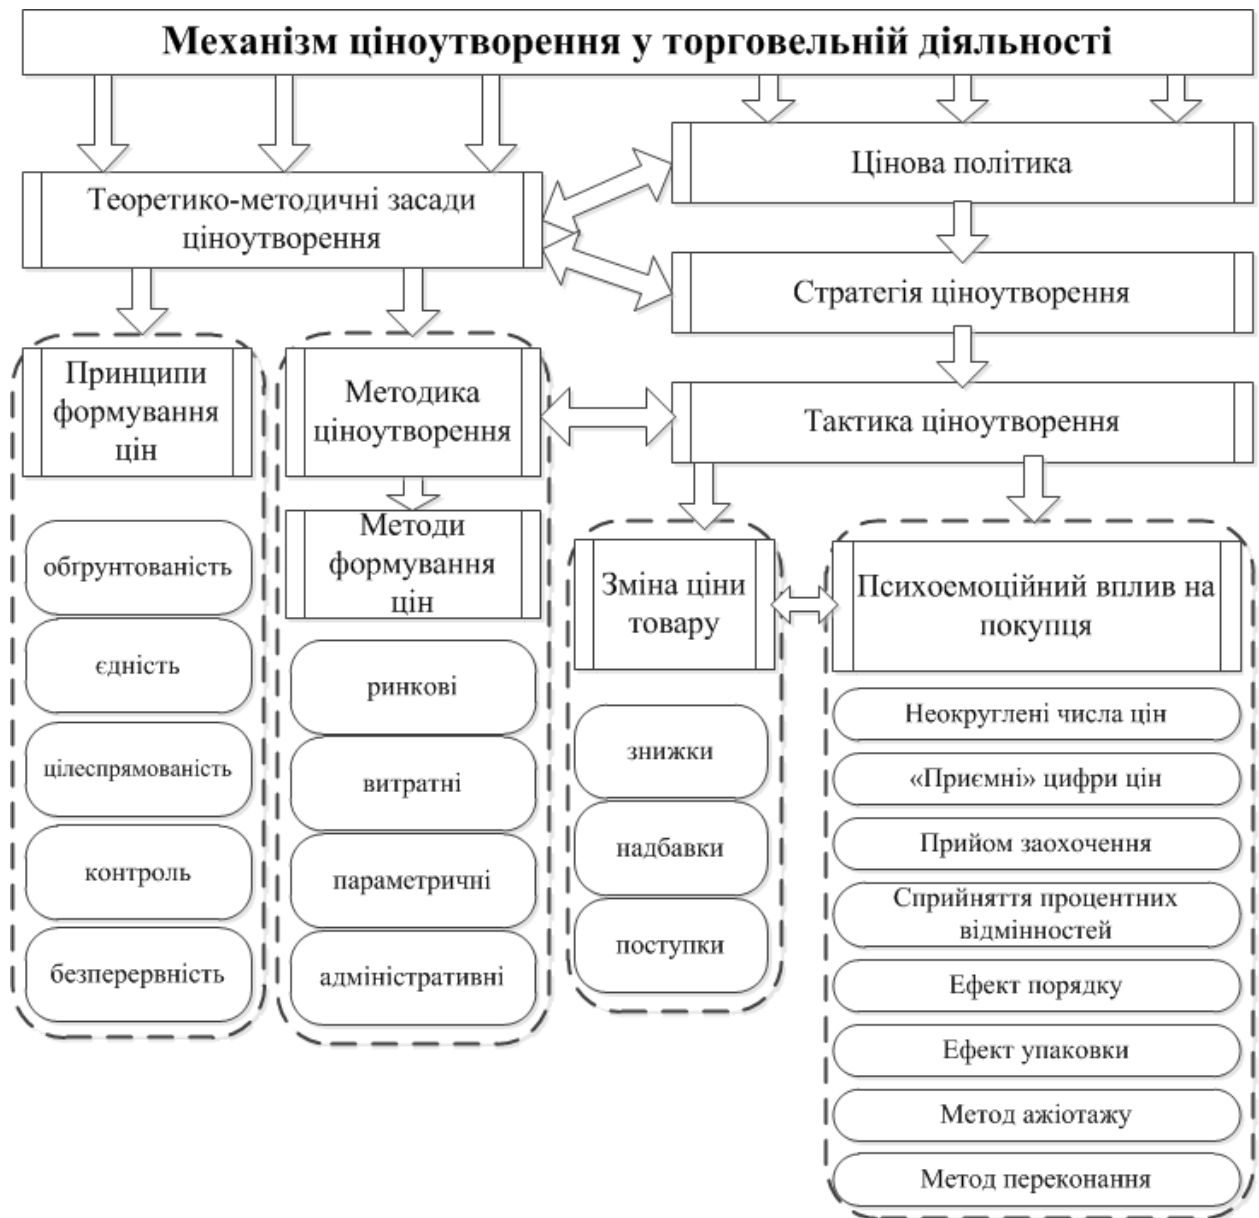 Механізм ціноутворення у торговельній діяльності
Теоретико-методичні засади
ціноутворення
Цінова політика
Стратегія ціноутворення
Тактика ціноутворення
Принципи
формування
цін
обґрунтованість
єдність
цілеспрямованість
контроль
безперервність
Методика
ціноутворення
Методи
формування
цін
ринкові
витратні
параметричні
адміністративні
Зміна ціни
товару
знижки
надбавки
поступки
Психоемоційний вплив на
покупця
Неокруглені числа цін
«Приємні» цифри цін
Прийом заохочення
Сприйняття процентних
відмінностей
Ефект порядку
Ефект упаковки
Метод ажіотажу
Метод переконання